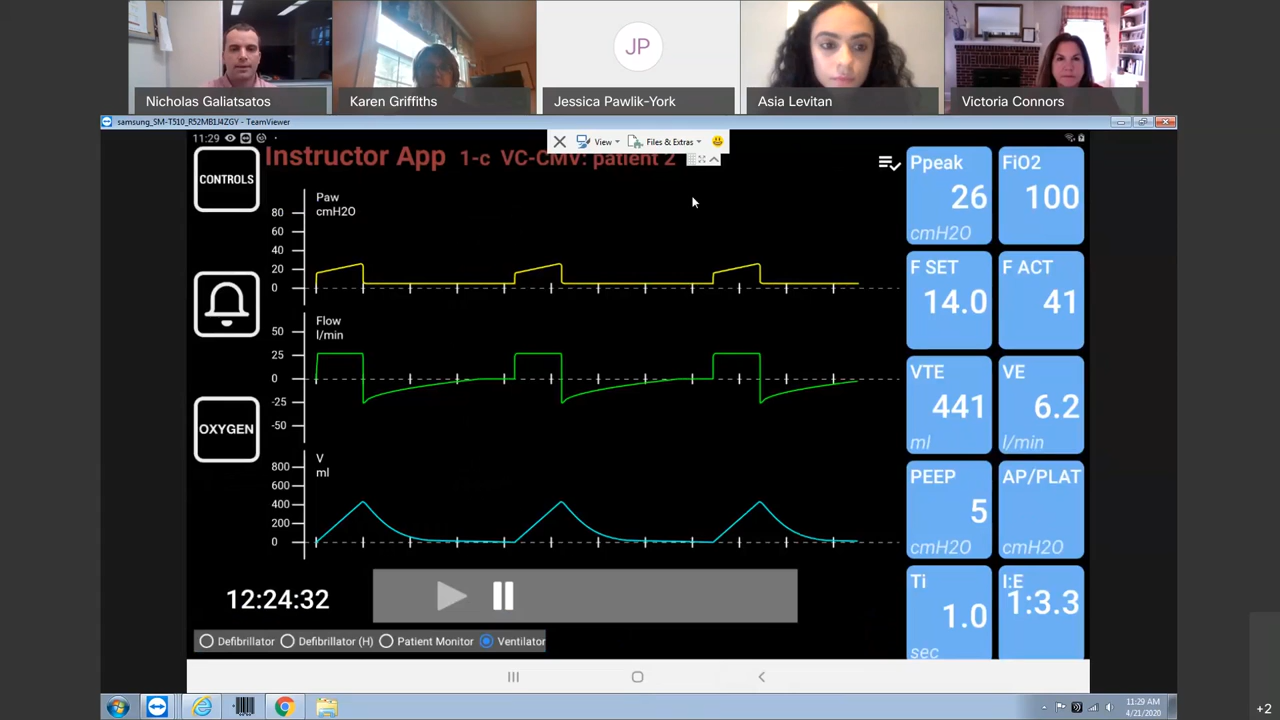 Nicholas Galiatsatos
Karen Griffiths
JP
Jessica Pawlik-York
Asia Levitan
Victoria Connors
samsung_SM-T510_R52MB1J4ZGY - TeamViewer
11:29
View
Files & Extras
CONTROLS
Instructor App 1-c VC-CMV: patient 2
Paw
cmH2O
80
60
40
20
0
Flow
l/min
50
25
0
-25
-50
OXYGEN
V
ml
800
600
400
200
0
Ppeak
26
cmH2O
FiO2
100
F SET
14.0
F ACT
41
VTE
441
ml
VE
6.2
l/min
PEEP
5
cmH2O
AP/PLAT
cmH2O
Ti
1.0
sec
I:E
1:3.3
12:24:32
Defibrillator Defibrillator (H) Patient Monitor Ventilator
11:29 AM
4/21/2020
+2